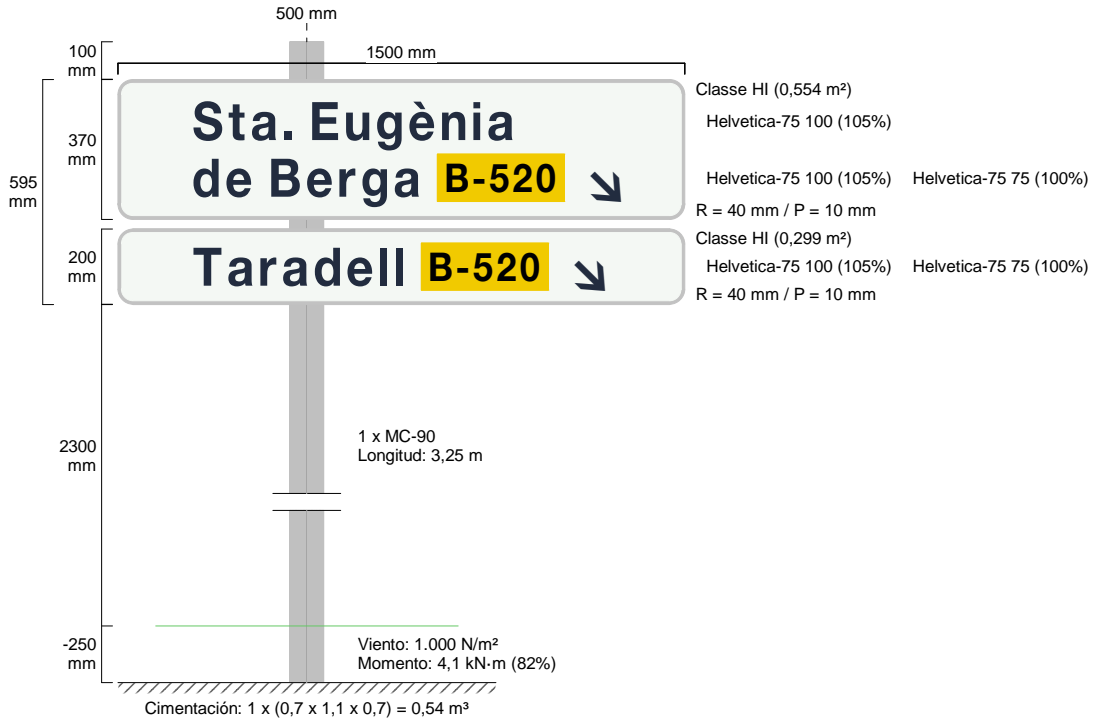 500 mm
100
mm
1500 mm
Classe HI (0,554 m²)
Sta. Eugènia
Helvetica-75 100 (105%)
370
mm
595
mm
de Berga B-520
Helvetica-75 100 (105%) Helvetica-75 75 (100%)
R = 40 mm / P = 10 mm
Classe HI (0,299 m²)
200
mm
Taradell B-520
Helvetica-75 100 (105%) Helvetica-75 75 (100%)
R = 40 mm / P = 10 mm
2300
mm
1 x MC-90
Longitud: 3,25 m
-250
mm
Viento: 1.000 N/m²
Momento: 4,1 kN·m (82%)
Cimentación: 1 x (0,7 x 1,1 x 0,7) = 0,54 m³